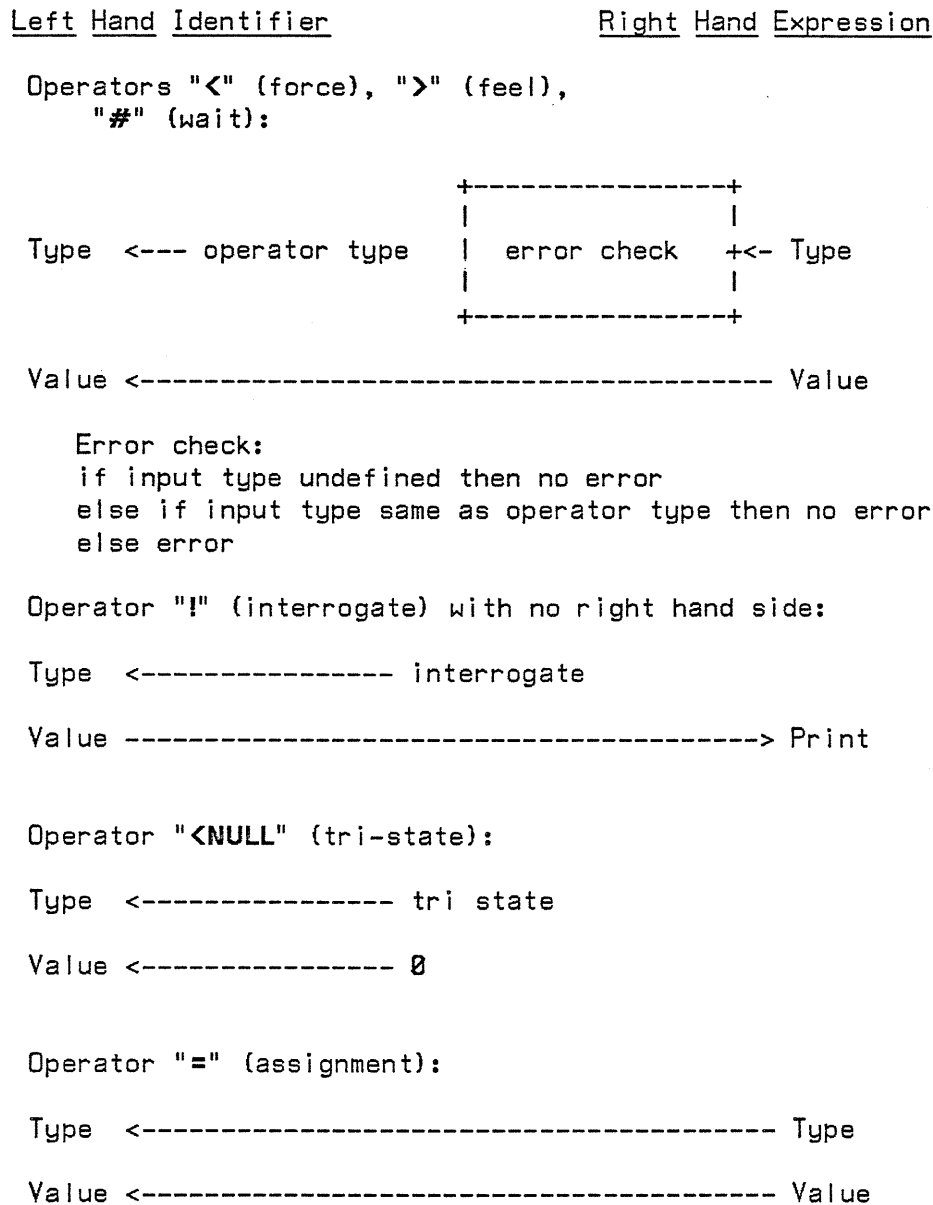 Left Hand Identifier                Right Hand Expression
Operators "<" (force), ">" (feel),
    "#" (wait):
                           +----------------+
                           |                |
Type  <--- operator type   |  error check   +<- Type
                           |                |
                           +----------------+
Value <---------------------------------------- Value
   Error check:
   if input type undefined then no error
   else if input type same as operator type then no error
   else error
Operator "!" (interrogate) with no right hand side:
Type  <---------------- interrogate
Value ----------------------------------------> Print
Operator "<NULL" (tri-state):
Type  <---------------- tri state
Value <---------------- 0
Operator "=" (assignment):
Type  <---------------------------------------- Type
Value <---------------------------------------- Value